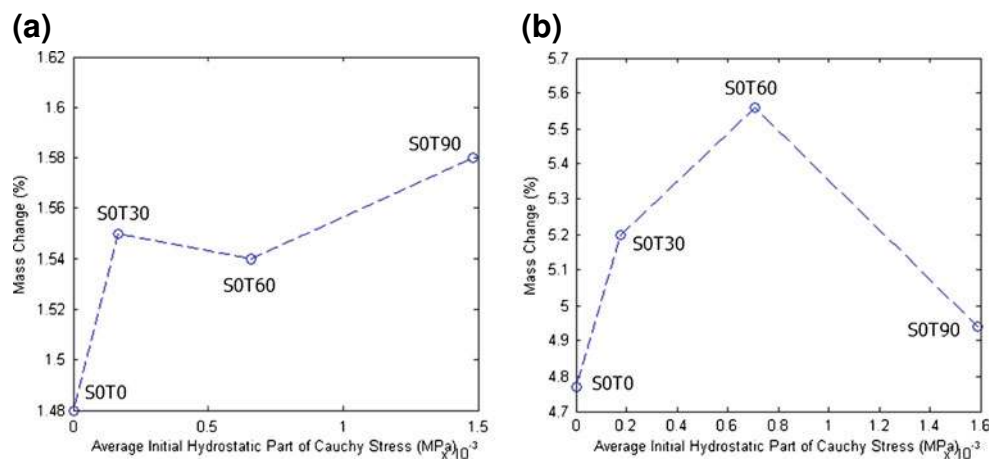 (a)
1.62
1.6
1.58
1.56
1.54
1.52
1.5
1.48
Mass Change (%)
S0T0
S0T30
S0T60
S0T90
0
0.5
1
1.5
Average Initial Hydrostatic Part of Cauchy Stress (MPa)
x 10-3
(b)
5.7
5.6
5.5
5.4
5.3
5.2
5.1
5
4.9
4.8
4.7
Mass Change (%)
S0T0
S0T30
S0T60
S0T90
0
0.2
0.4
0.6
0.8
1
1.2
1.4
1.6
Average Initial Hydrostatic Part of Cauchy Stress (MPa)
x 10-3